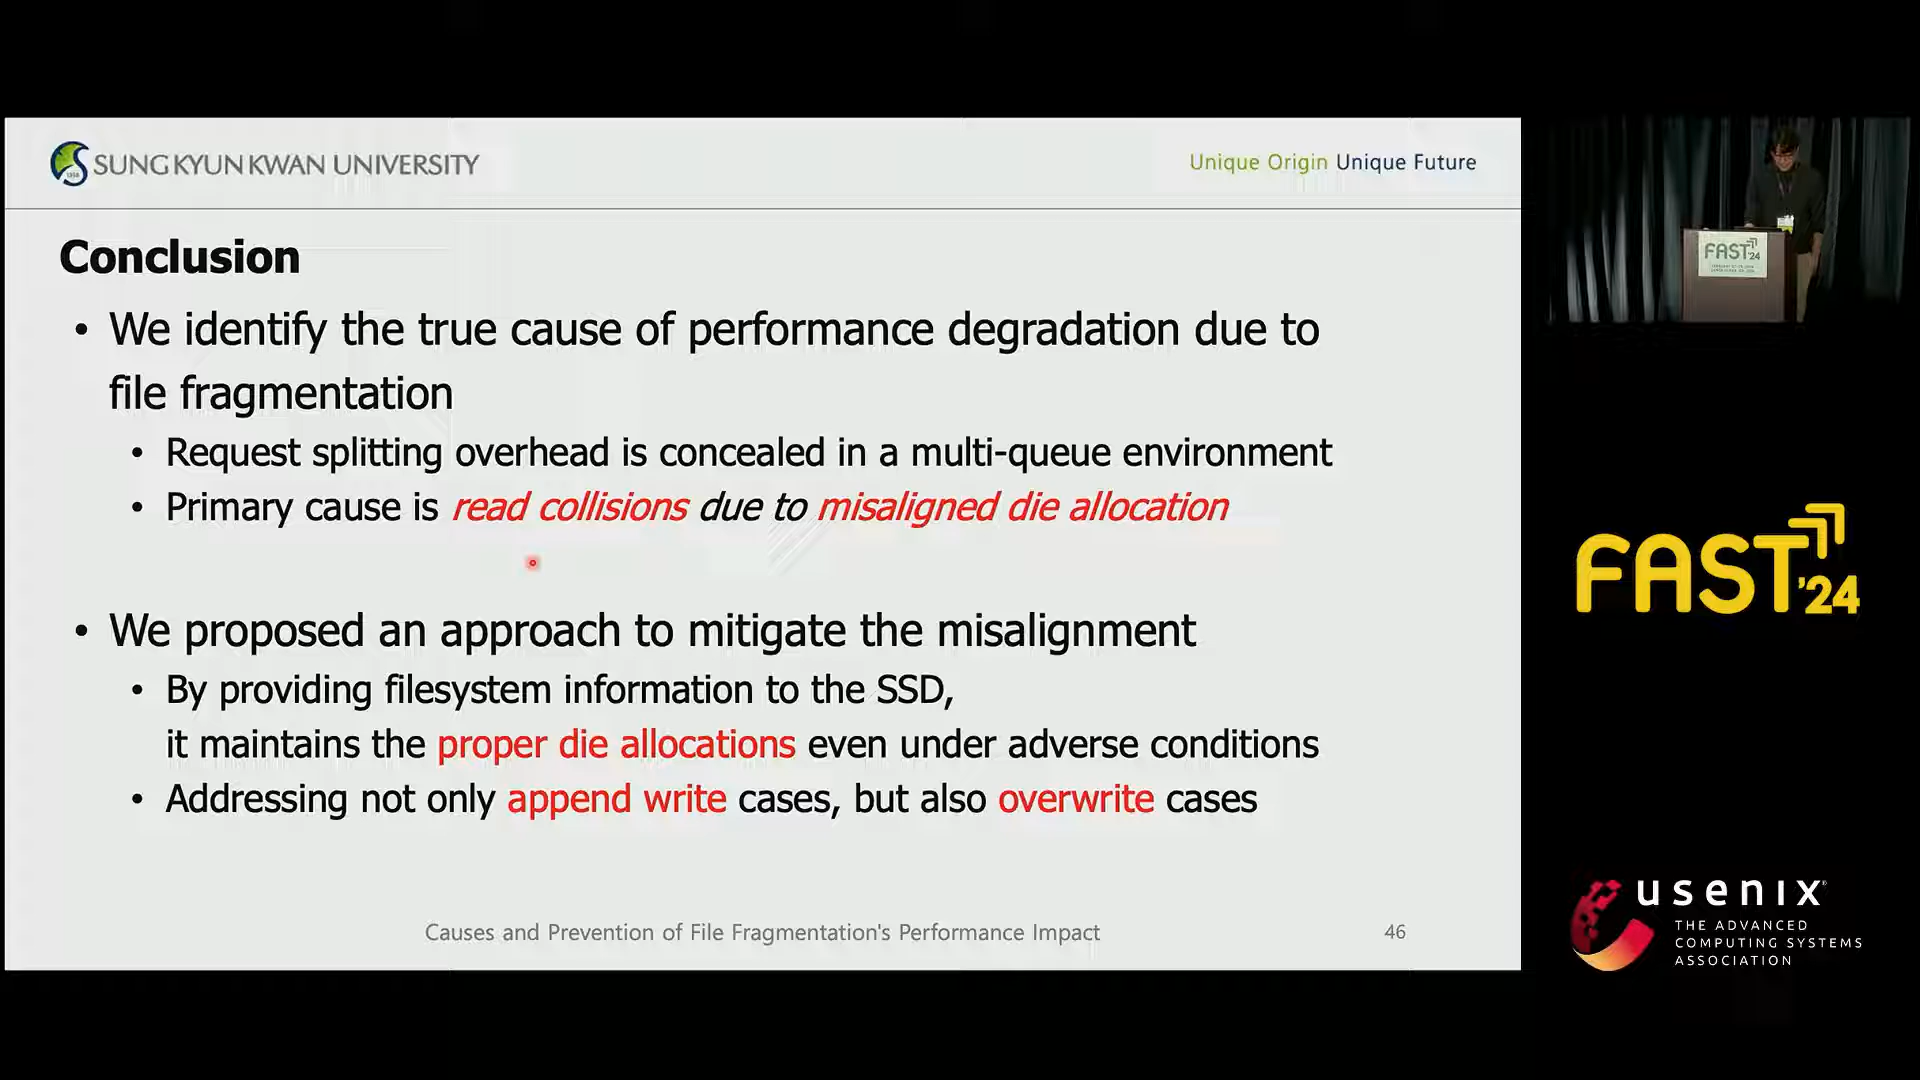 SUNGKYUNKWAN UNIVERSITY
Unique Origin Unique Future
Conclusion
• We identify the true cause of performance degradation due to
file fragmentation
• Request splitting overhead is concealed in a multi-queue environment
• Primary cause is read collisions due to misaligned die allocation
• We proposed an approach to mitigate the misalignment
• By providing filesystem information to the SSD,
it maintains the proper die allocations even under adverse conditions
• Addressing not only append write cases, but also overwrite cases
Causes and Prevention of File Fragmentation's Performance Impact
46
FAST '24
FAST '24
usenix
THE ADVANCED
COMPUTING SYSTEMS
ASSOCIATION